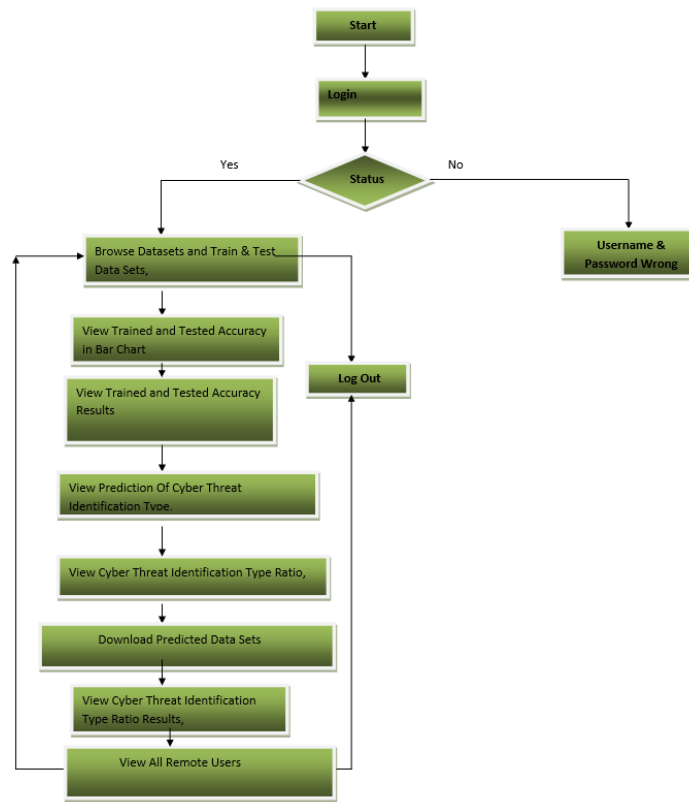 Start
Login
Status
Yes
No
Username &
Password Wrong
Browse Datasets and Train & Test
Data Sets,
View Trained and Tested Accuracy
in Bar Chart
Log Out
View Trained and Tested Accuracy
Results
View Prediction Of Cyber Threat
Identification Type.
View Cyber Threat Identification Type Ratio,
Download Predicted Data Sets
View Cyber Threat Identification
Type Ratio Results,
View All Remote Users